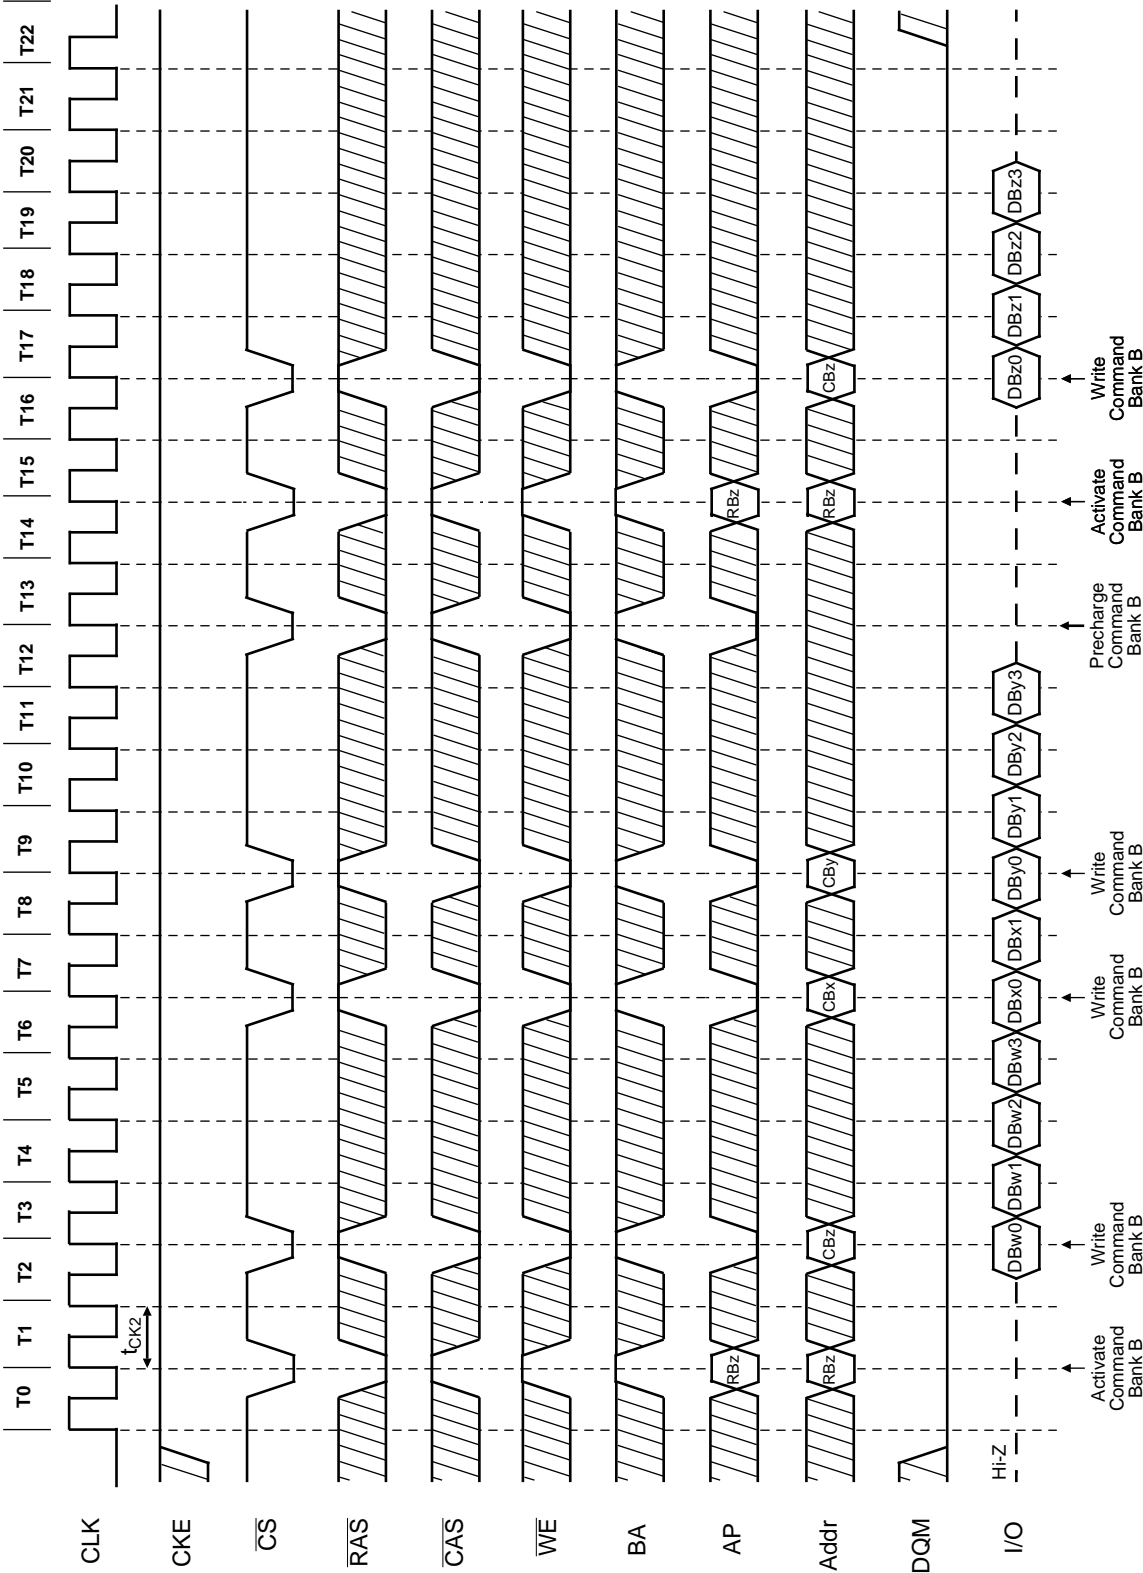 T0 T1 T2 T3 T4 T5 T6 T7 T8 T9 T10 T11 T12 T13 T14 T15 T16 T17 T18 T19 T20 T21 T22
CLK
tCK2
CKE
CS
RAS
CAS
WE
BA
AP RBz RBz
Addr RBz CBz CBx CBy RBz CBz
DQM
Hi-Z
I/O DBw0 DBw1 DBw2 DBw3 DBx0 DBx1 DBy0 DBy1 DBy2 DBy3 DBz0 DBz1 DBz2 DBz3
Activate
Command
Bank B
Write
Command
Bank B
Write
Command
Bank B
Write
Command
Bank B
Precharge
Command
Bank B
Activate
Command
Bank B
Write
Command
Bank B